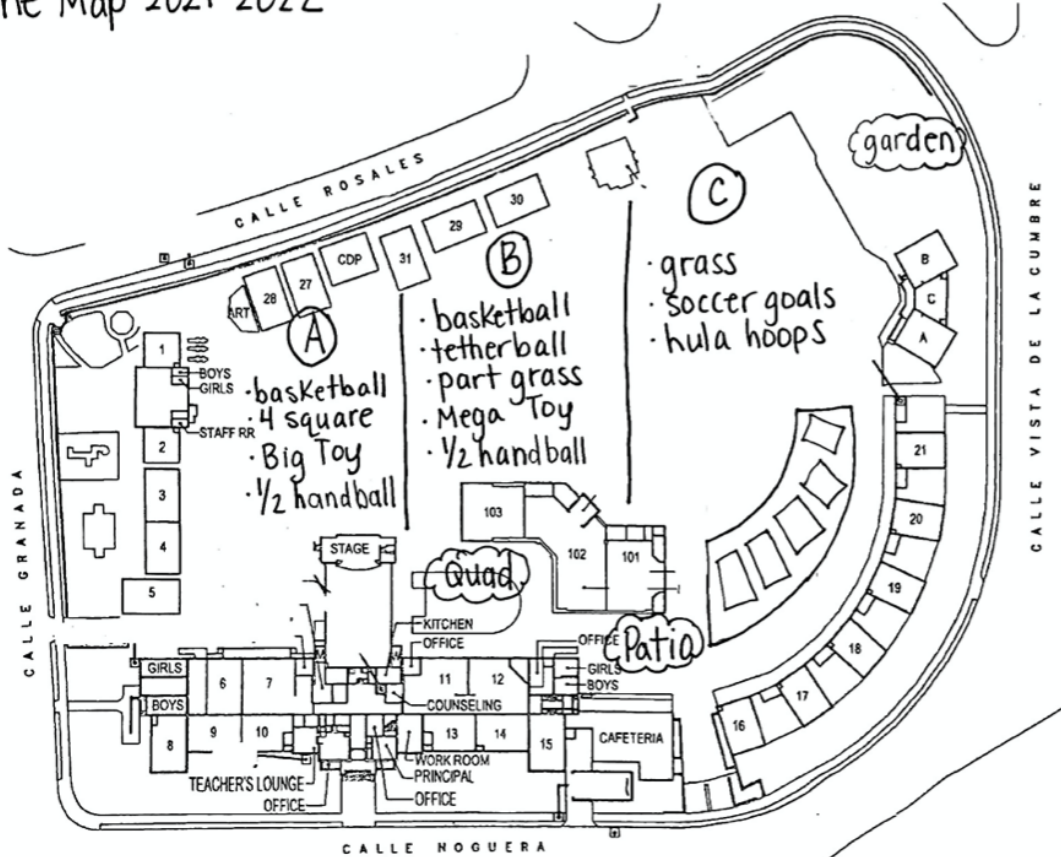 Map 2021-2022
CALLE ROSALES
garden
CALLE VISTA DE LA CUMBRE
C
· grass
· soccer goals
· hula hoops
30
29
31
CDP
27
28
ART
B
· basketball
· tetherball
· part grass
· Mega Toy
· 1/2 handball
A
· basketball
· 4 square
· Big Toy
· 1/2 handball
B
C
A
1
BOYS
GIRLS
STAFF RR
2
3
4
5
CALLE GRANADA
21
20
19
18
17
16
103
102
101
STAGE
Quad
KITCHEN
OFFICE
OFFICE
Patio
GIRLS
BOYS
GIRLS
BOYS
6
7
11
12
COUNSELING
8
9
10
13
14
15
CAFETERIA
WORK ROOM
PRINCIPAL
OFFICE
TEACHER'S LOUNGE
OFFICE
CALLE NOGUERA